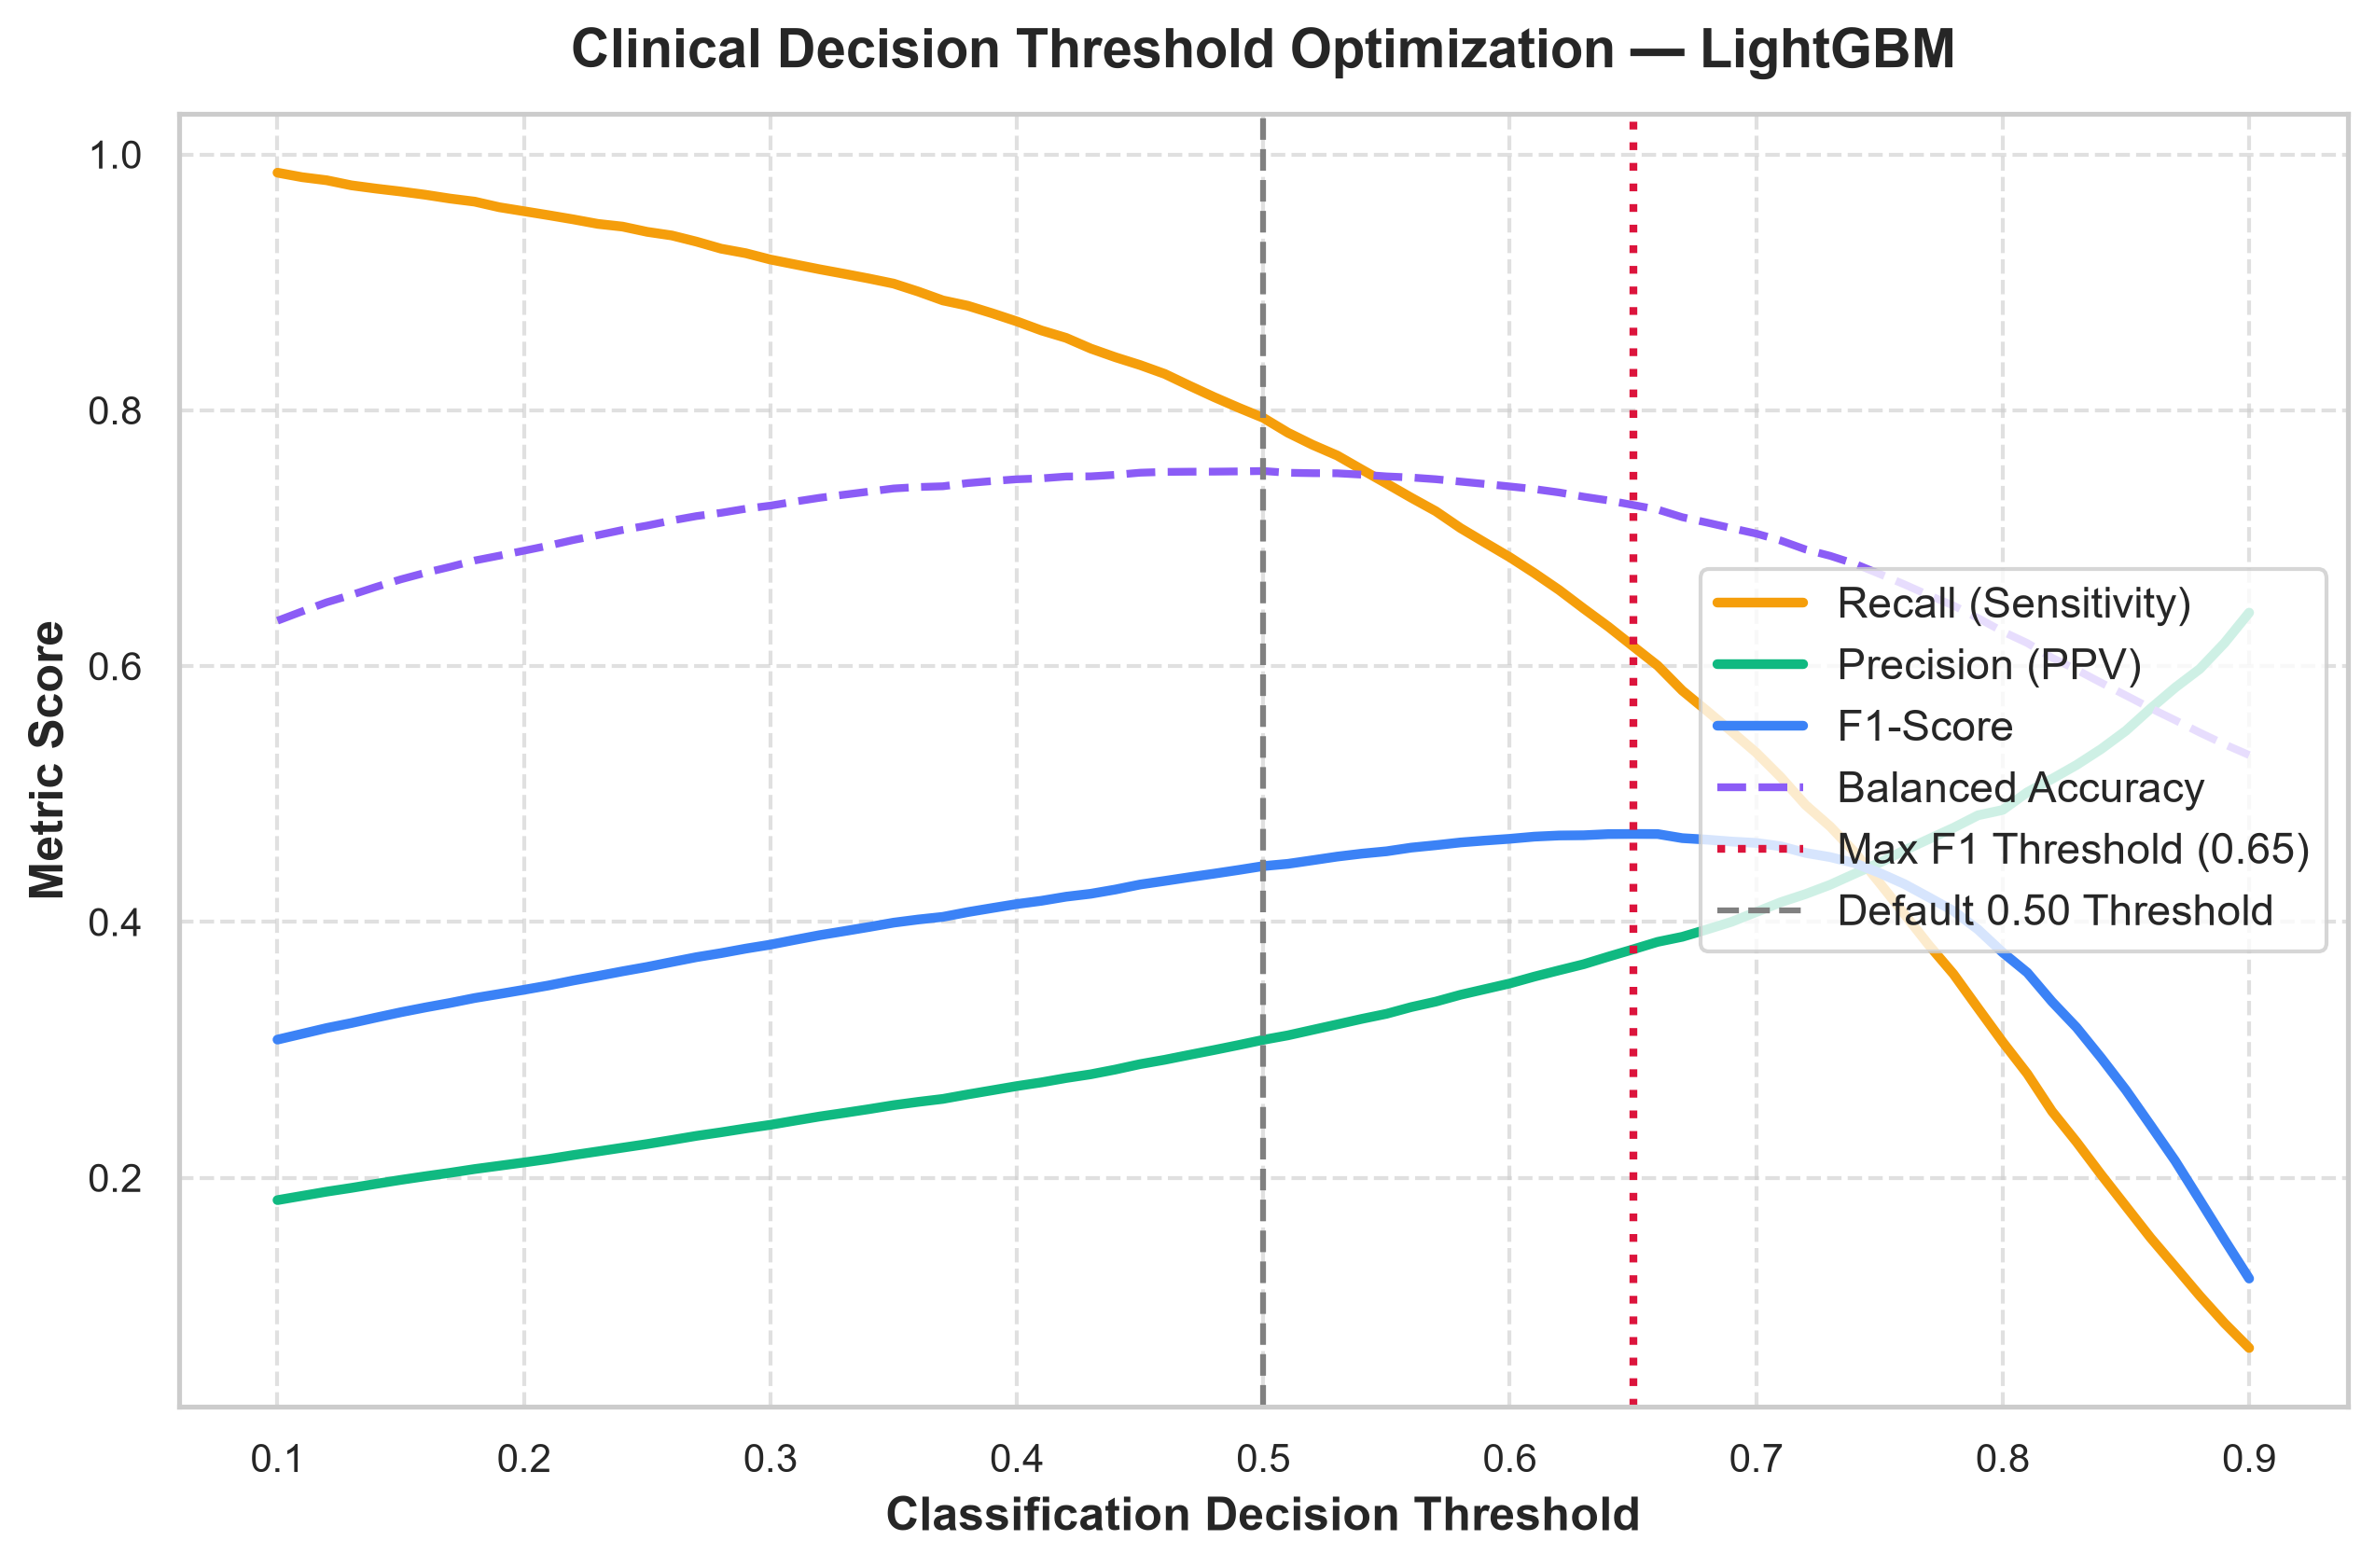 Clinical Decision Threshold Optimization — LightGBM
Metric Score
1.0
0.8
0.6
0.4
0.2
Recall (Sensitivity)
Precision (PPV)
F1-Score
Balanced Accuracy
Max F1 Threshold (0.65)
Default 0.50 Threshold
0.1 0.2 0.3 0.4 0.5 0.6 0.7 0.8 0.9
Classification Decision Threshold